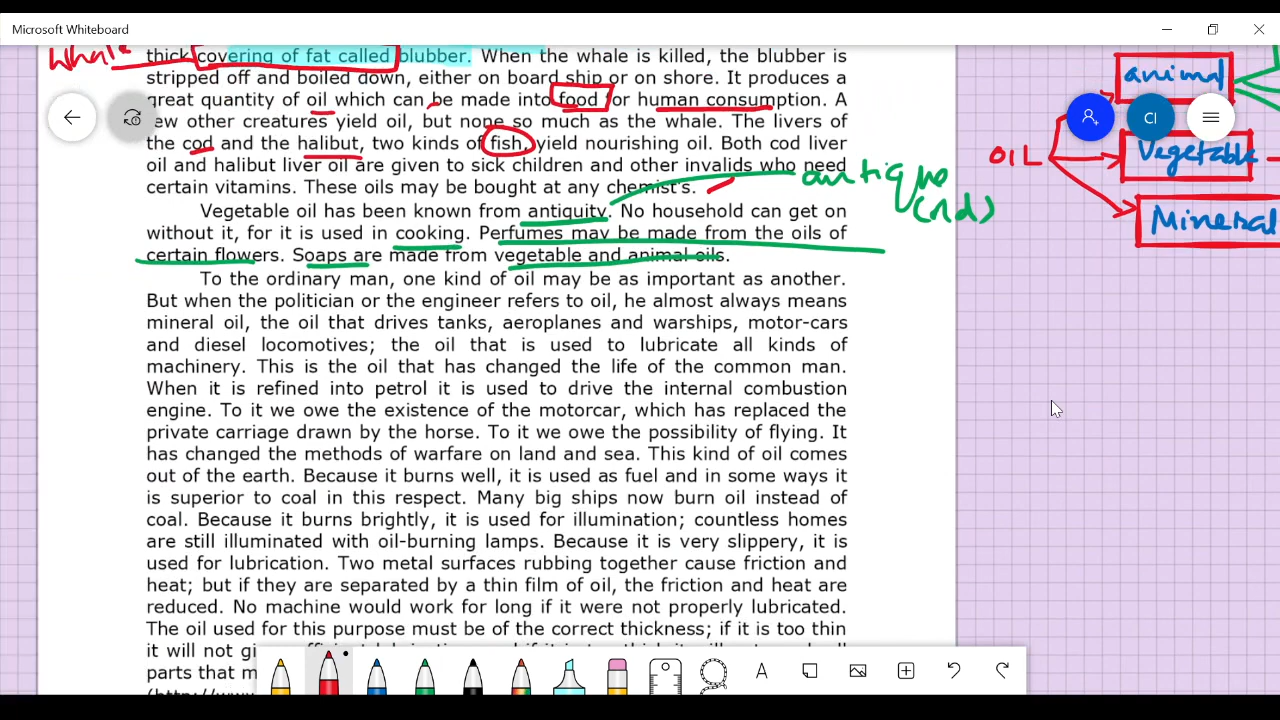 Microsoft Whiteboard
Whale
thick covering of fat called blubber. When the whale is killed, the blubber is
stripped off and boiled down, either on board ship or on shore. It produces a
great quantity of oil which can be made into food for human consumption. A
few other creatures yield oil, but none so much as the whale. The livers of
the cod and the halibut, two kinds of fish, yield nourishing oil. Both cod liver
oil and halibut liver oil are given to sick children and other invalids who need
certain vitamins. These oils may be bought at any chemist's.
Vegetable oil has been known from antiquity. No household can get on
without it, for it is used in cooking. Perfumes may be made from the oils of
certain flowers. Soaps are made from vegetable and animal oils.
To the ordinary man, one kind of oil may be as important as another.
But when the politician or the engineer refers to oil, he almost always means
mineral oil, the oil that drives tanks, aeroplanes and warships, motor-cars
and diesel locomotives; the oil that is used to lubricate all kinds of
machinery. This is the oil that has changed the life of the common man.
When it is refined into petrol it is used to drive the internal combustion
engine. To it we owe the existence of the motorcar, which has replaced the
private carriage drawn by the horse. To it we owe the possibility of flying. It
has changed the methods of warfare on land and sea. This kind of oil comes
out of the earth. Because it burns well, it is used as fuel and in some ways it
is superior to coal in this respect. Many big ships now burn oil instead of
coal. Because it burns brightly, it is used for illumination; countless homes
are still illuminated with oil-burning lamps. Because it is very slippery, it is
used for lubrication. Two metal surfaces rubbing together cause friction and
heat; but if they are separated by a thin film of oil, the friction and heat are
reduced. No machine would work for long if it were not properly lubricated.
The oil used for this purpose must be of the correct thickness; if it is too thin
it will not
parts that
antique
(nds)
OIL
animal
Vegetable
Mineral
CI
A